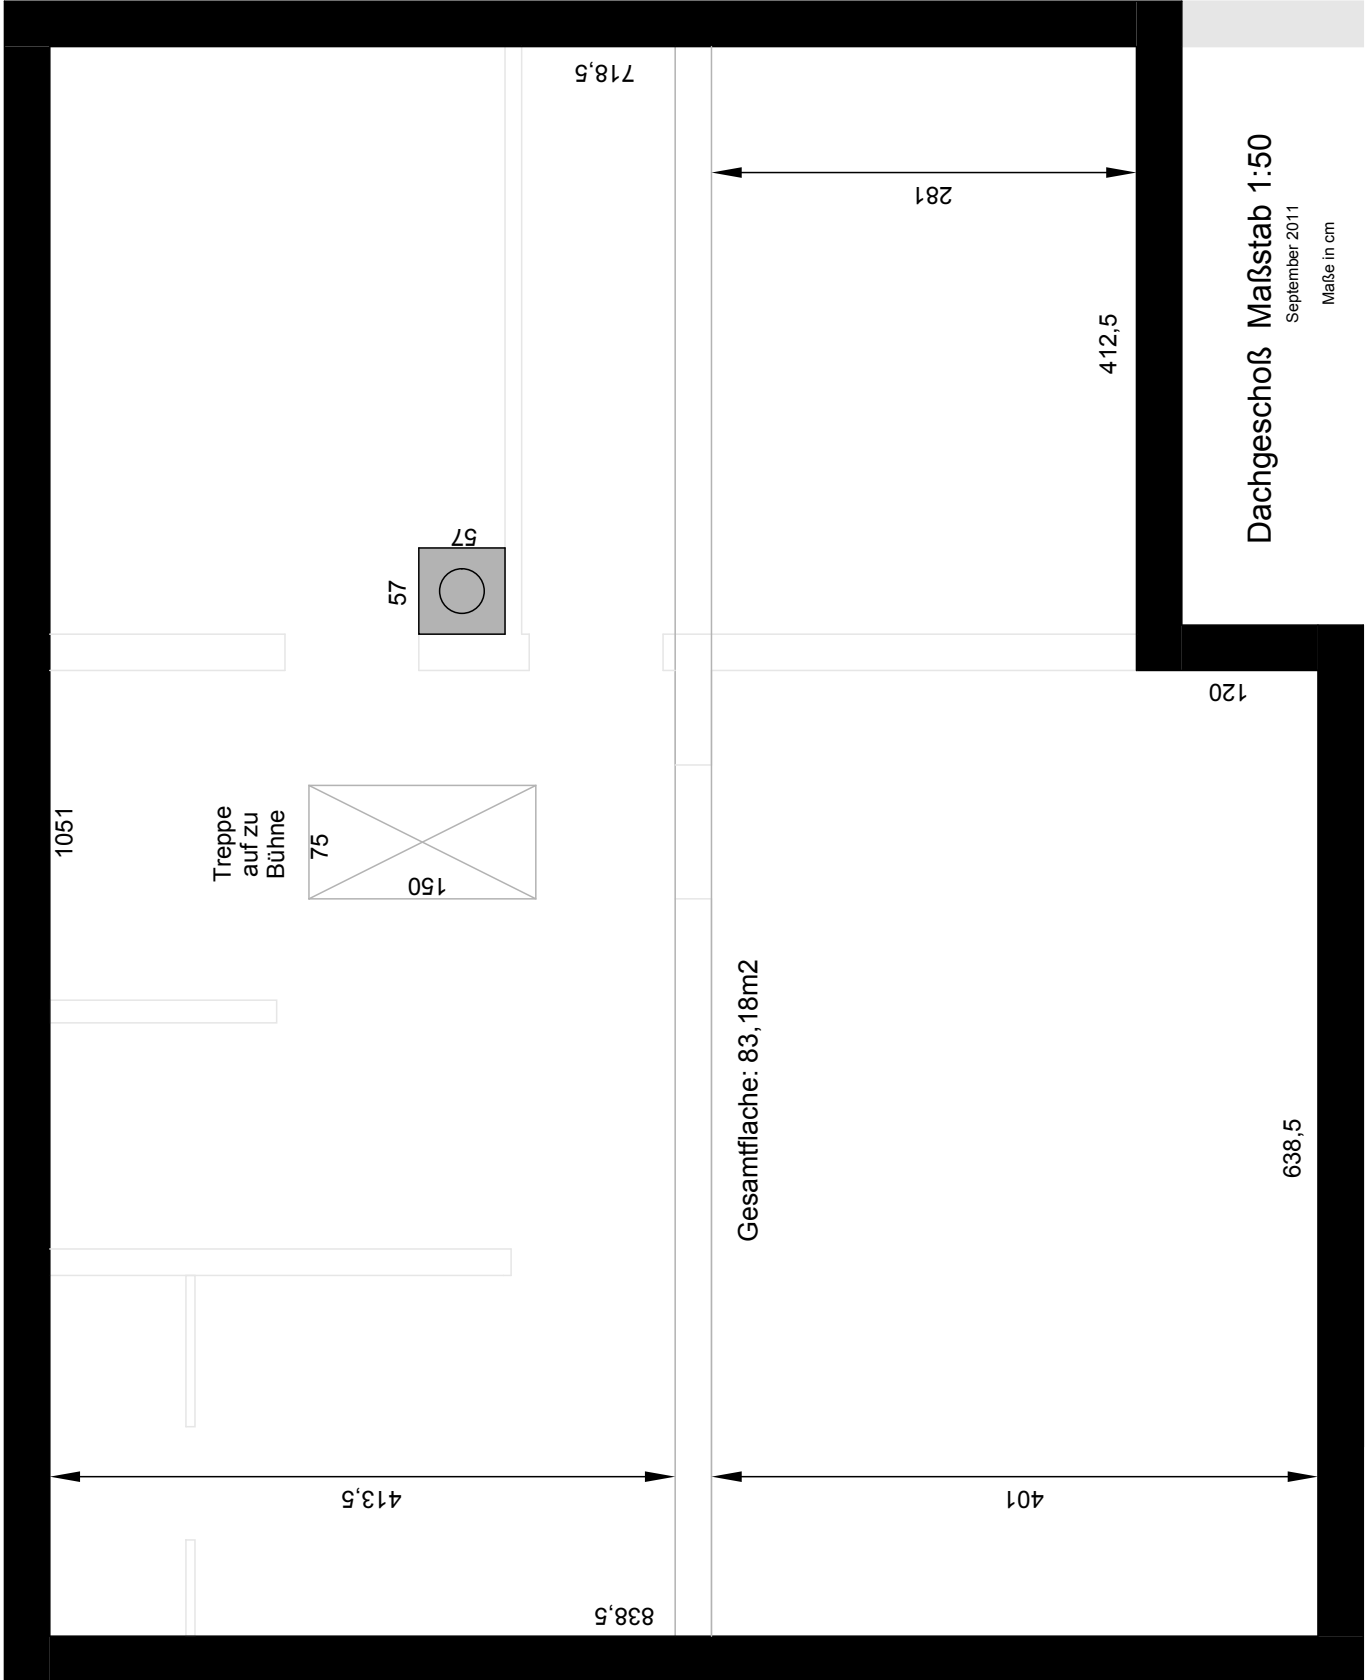 Dachgeschoß Maßstab 1:50
September 2011
Maße in cm
718,5
281
412,5
57
57
120
1051
Treppe
auf zu
Bühne
75
150
Gesamtflache: 83,18m2
638,5
413,5
401
838,5